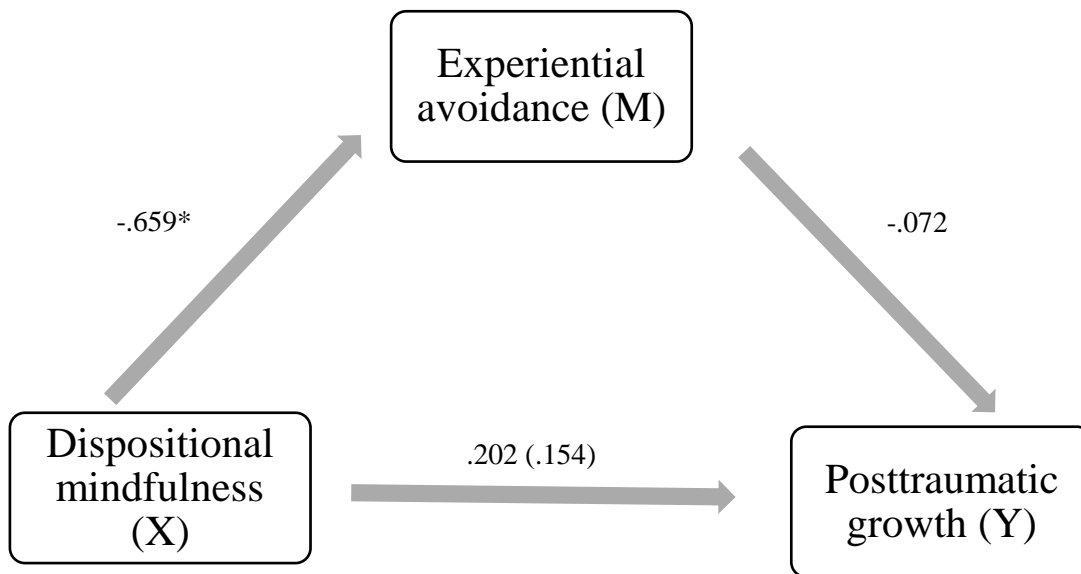 Experiential
avoidance (M)
-.659*
-.072
Dispositional
mindfulness
(X)
.202 (.154)
Posttraumatic
growth (Y)